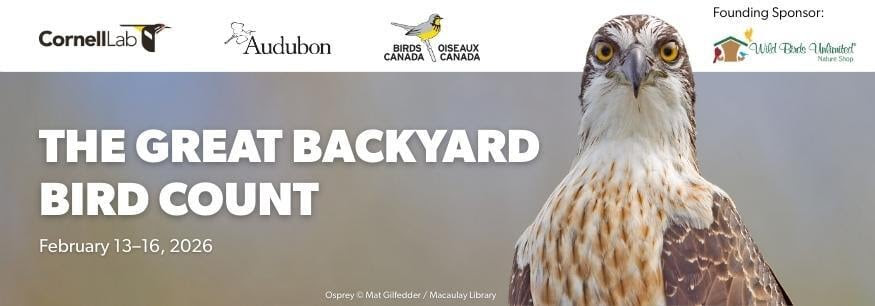 CornellLab
Audubon
BIRDS OISEAUX
CANADA CANADA
Founding Sponsor:
Wild Birds Unlimited®
Nature Shop
THE GREAT BACKYARD
BIRD COUNT
February 13–16, 2026
Osprey © Mat Gilfedder / Macaulay Library